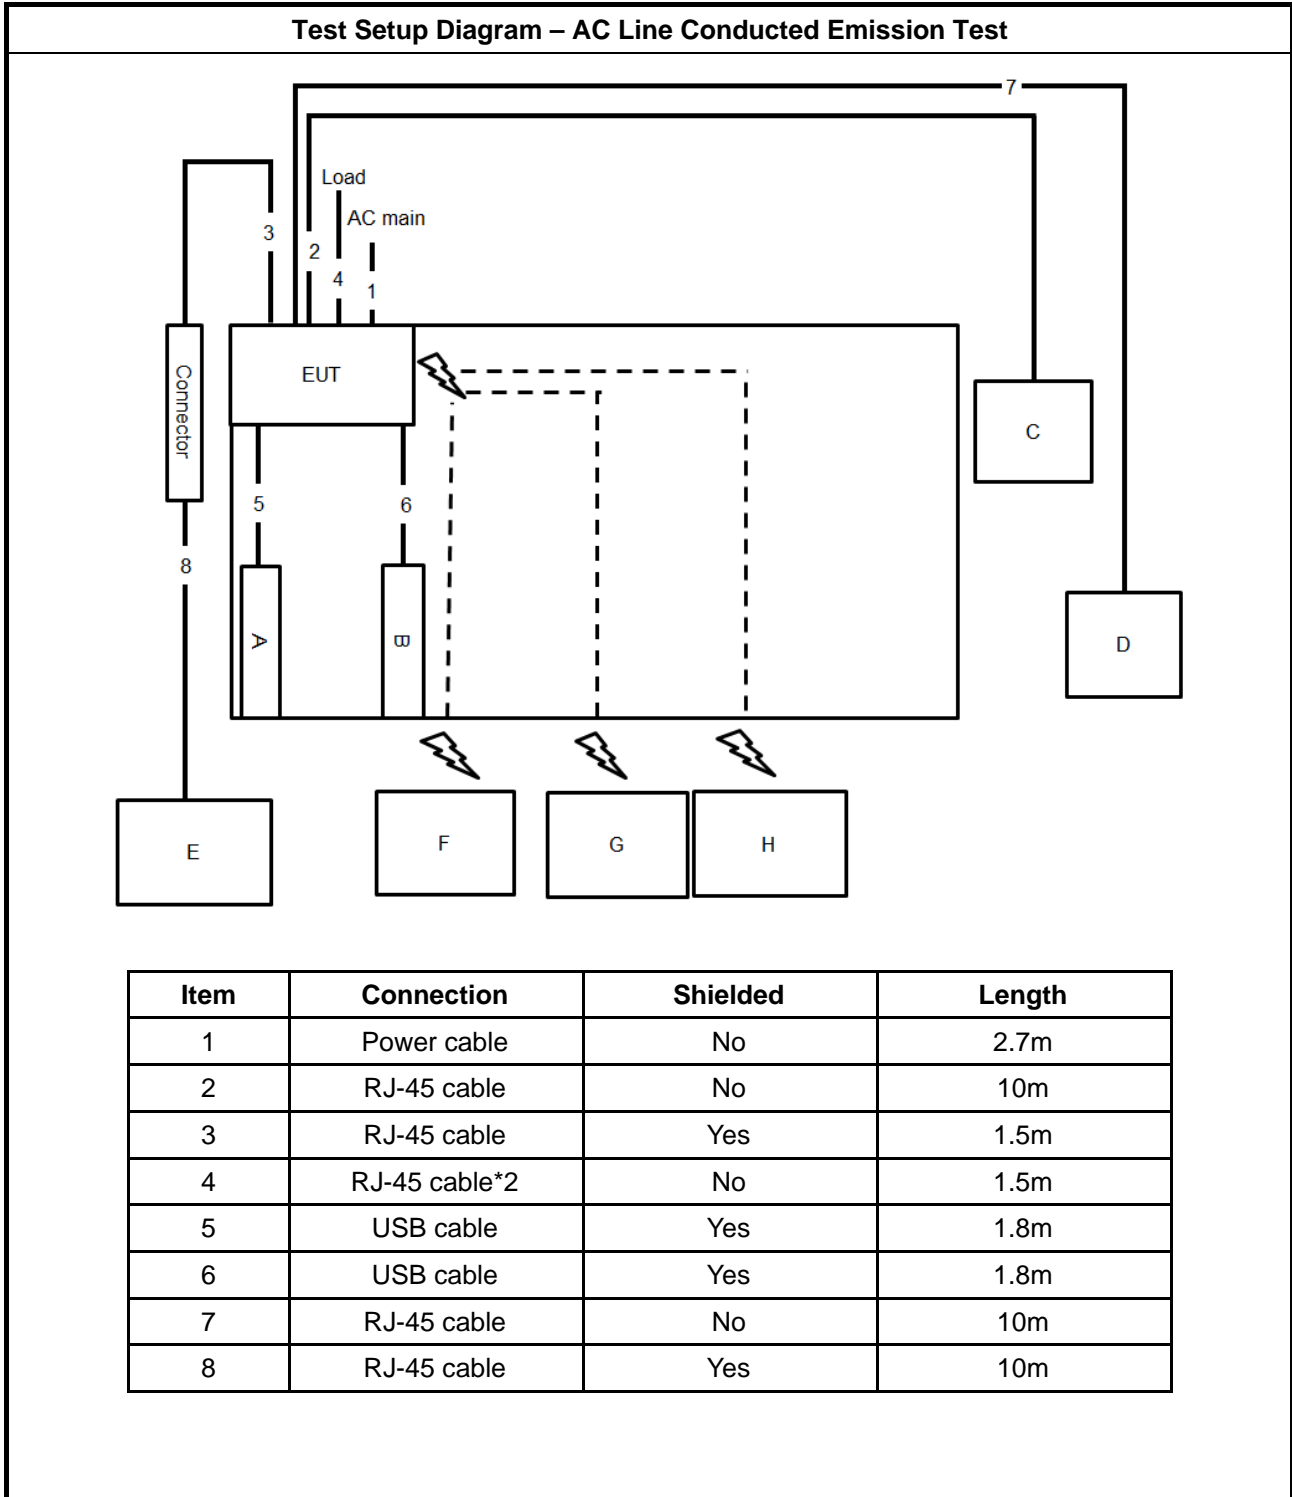 Test Setup Diagram – AC Line Conducted Emission Test
7
Load
AC main
3
2
4
1
Connector
EUT
C
5
6
8
A
B
D
E
F
G
H
Item Connection Shielded Length
1 Power cable No 2.7m
2 RJ-45 cable No 10m
3 RJ-45 cable Yes 1.5m
4 RJ-45 cable*2 No 1.5m
5 USB cable Yes 1.8m
6 USB cable Yes 1.8m
7 RJ-45 cable No 10m
8 RJ-45 cable Yes 10m